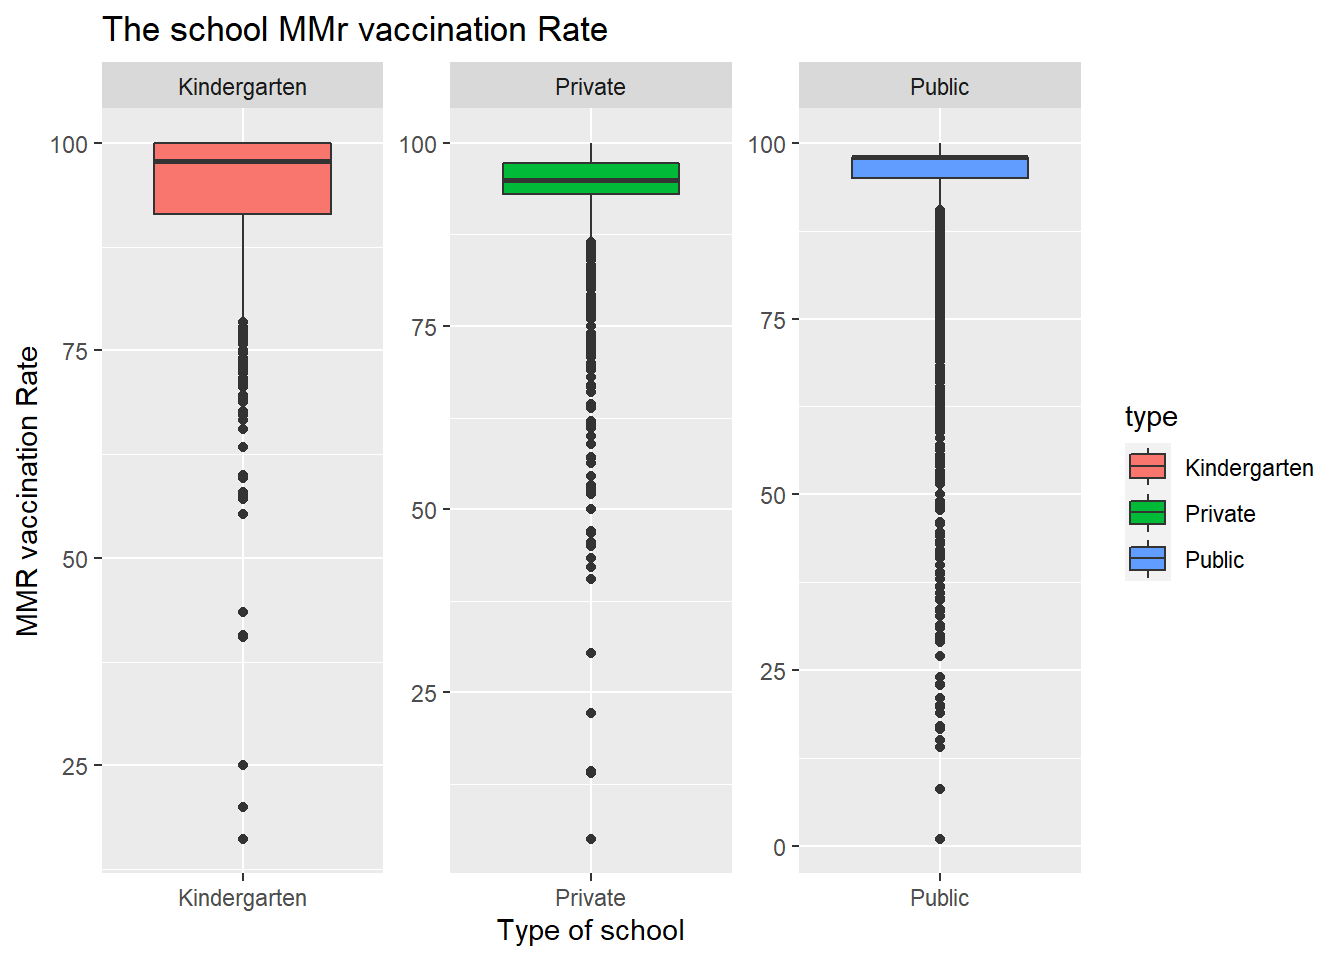 The school MMr vaccination Rate
Kindergarten
Private
Public
MMR vaccination Rate
100
75
50
25
100
75
50
25
100
75
50
25
0
Kindergarten
Private
Public
Type of school
type
Kindergarten
Private
Public